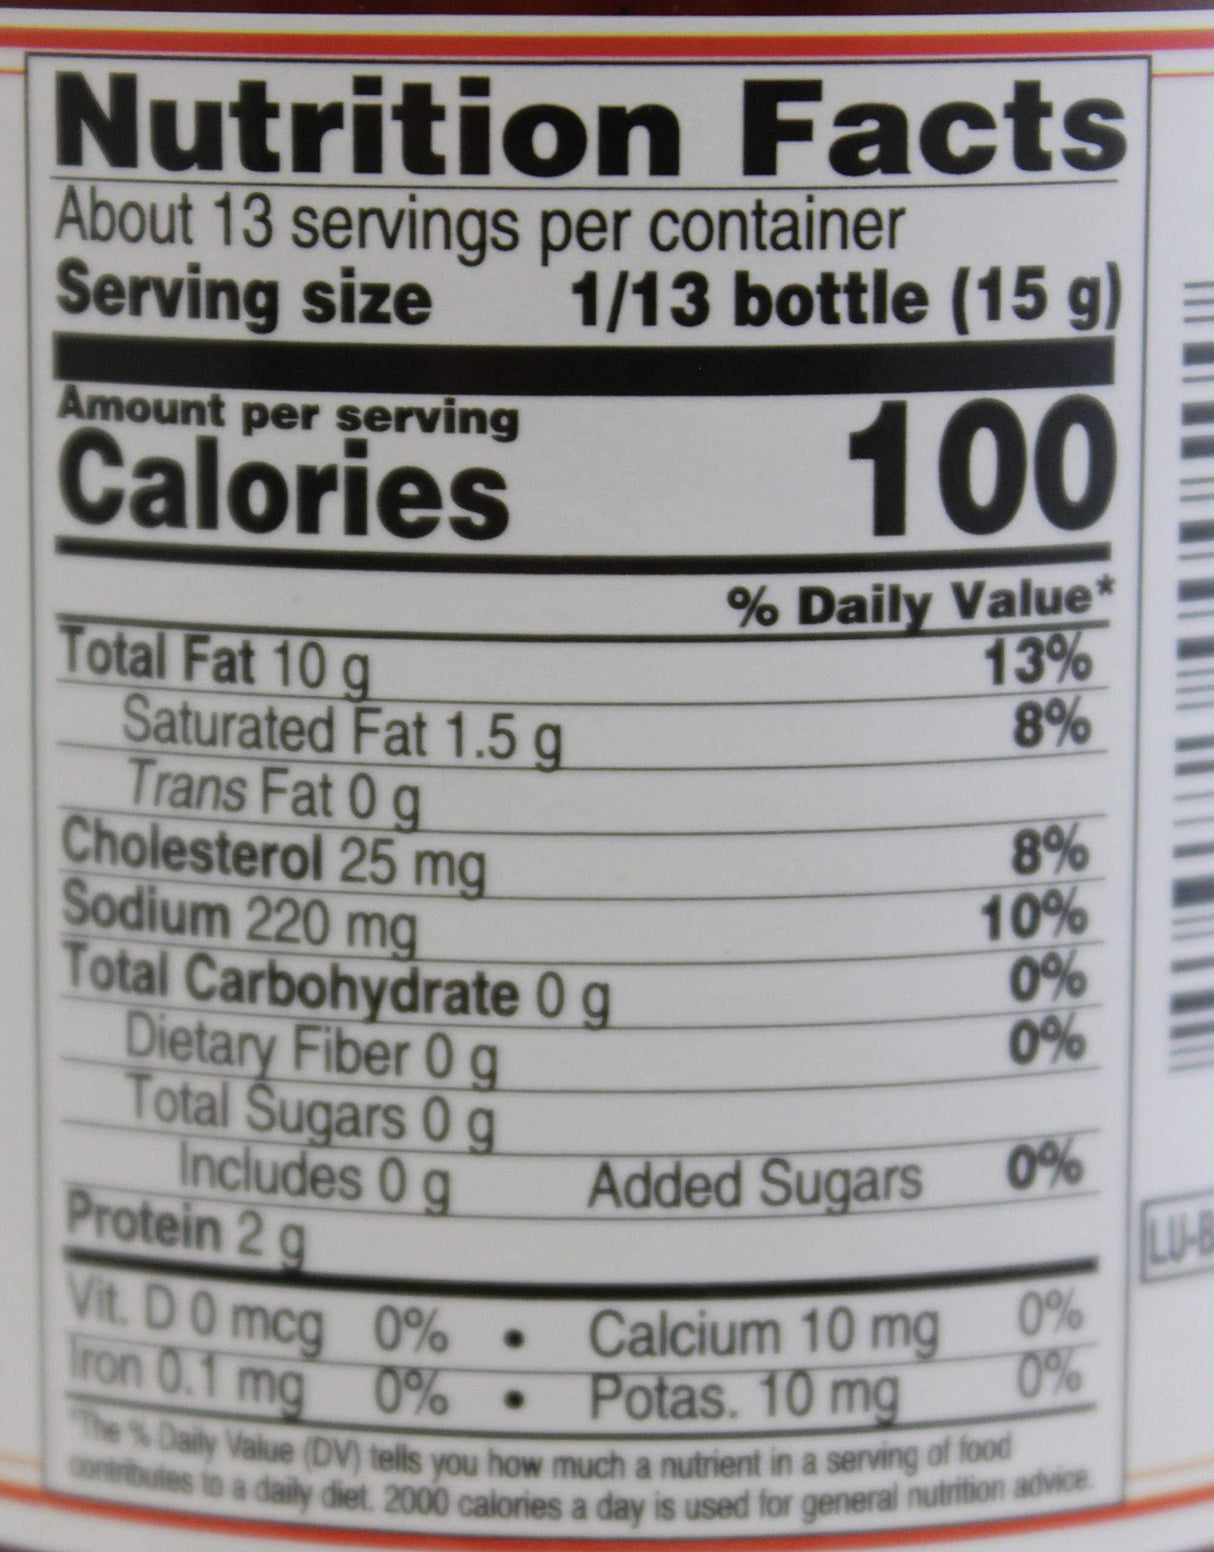 Nutrition Facts
About 13 servings per container
Serving size 1/13 bottle (15 g)
Amount per serving
Calories 100
% Daily Value*
Total Fat 10 g 13%
Saturated Fat 1.5 g 8%
Trans Fat 0 g
Cholesterol 25 mg 8%
Sodium 220 mg 10%
Total Carbohydrate 0 g 0%
Dietary Fiber 0 g 0%
Total Sugars 0 g
Includes 0 g Added Sugars 0%
Protein 2 g
Vit. D 0 mcg 0% • Calcium 10 mg 0%
Iron 0.1 mg 0% • Potas. 10 mg 0%
*The % Daily Value (DV) tells you how much a nutrient in a serving of food
contributes to a daily diet. 2000 calories a day is used for general nutrition advice.
LU-B